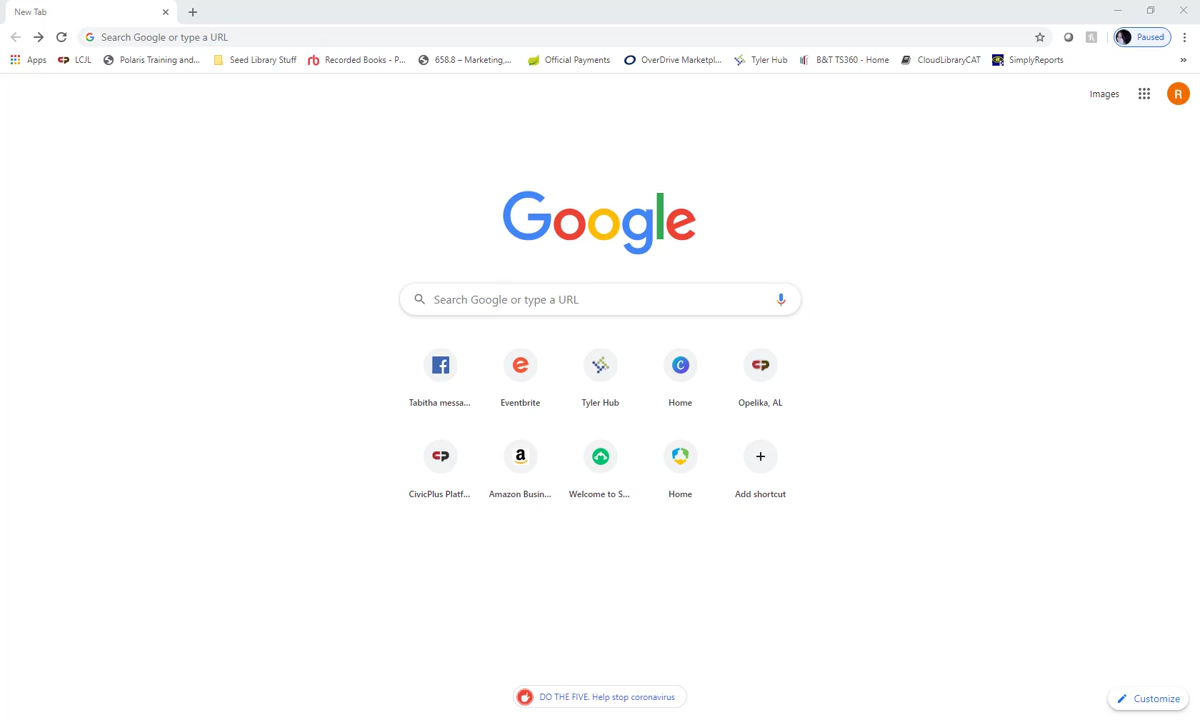 New Tab
Search Google or type a URL
Paused
Apps LCJL Polaris Training and... Seed Library Stuff Recorded Books - P... 658.8 – Marketing,... Official Payments OverDrive Marketpl... Tyler Hub B&T TS360 - Home CloudLibraryCAT SimplyReports »
Images R
Google
Search Google or type a URL
Tabitha messa... Eventbrite Tyler Hub Home Opelika, AL
CivicPlus Platf... Amazon Busin... Welcome to S... Home Add shortcut
DO THE FIVE. Help stop coronavirus
Customize